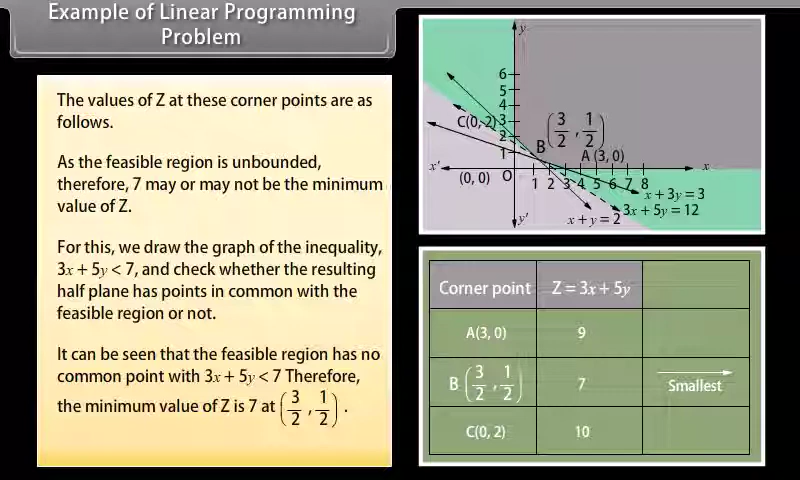 Example of Linear Programming
Problem
The values of Z at these corner points are as
follows.
As the feasible region is unbounded,
therefore, 7 may or may not be the minimum
value of Z.
For this, we draw the graph of the inequality,
3x + 5y < 7, and check whether the resulting
half plane has points in common with the
feasible region or not.
It can be seen that the feasible region has no
common point with 3x + 5y < 7 Therefore,
the minimum value of Z is 7 at (3/2, 1/2).
y
6
5
4
3
2
1
C(0, 2)
B (3/2, 1/2)
A (3, 0)
x'
(0, 0)
O
1 2 3 4 5 6 7 8
x
x + 3y = 3
3x + 5y = 12
x + y = 2
y'
Corner point Z = 3x + 5y
A(3, 0) 9
B (3/2, 1/2) 7 Smallest
C(0, 2) 10